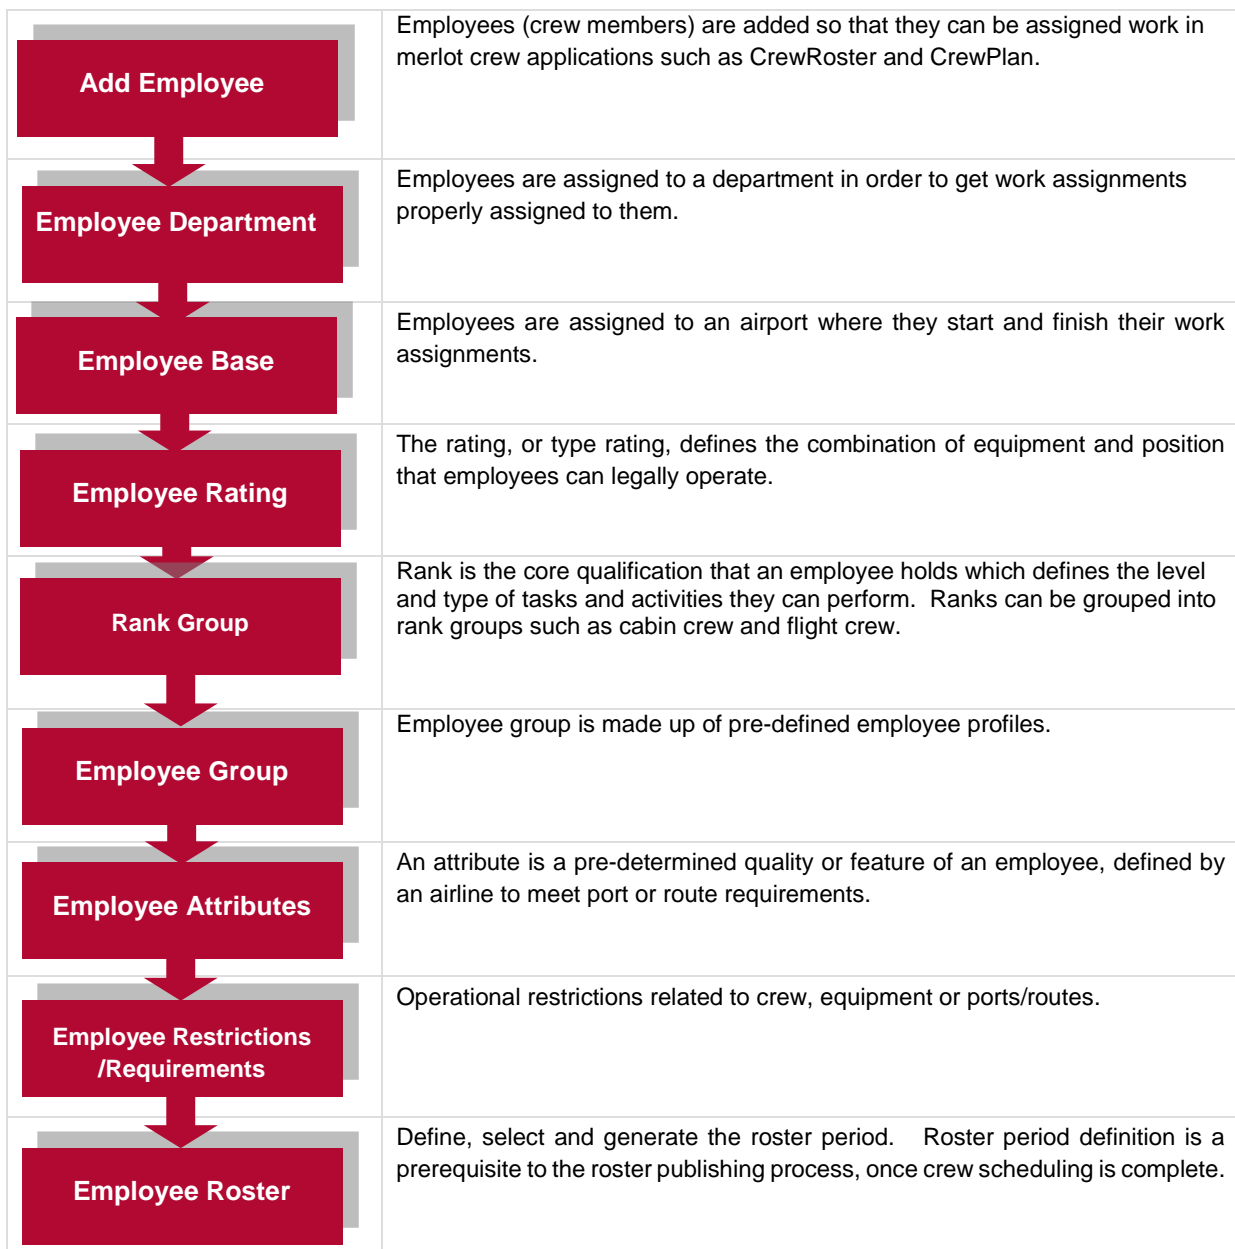 Employees (crew members) are added so that they can be assigned work in
merlot crew applications such as CrewRoster and CrewPlan.
Add Employee
Employees are assigned to a department in order to get work assignments
properly assigned to them.
Employee Department
Employees are assigned to an airport where they start and finish their work
assignments.
Employee Base
The rating, or type rating, defines the combination of equipment and position
that employees can legally operate.
Employee Rating
Rank is the core qualification that an employee holds which defines the level
and type of tasks and activities they can perform.  Ranks can be grouped into
rank groups such as cabin crew and flight crew.
Rank Group
Employee group is made up of pre-defined employee profiles.
Employee Group
An attribute is a pre-determined quality or feature of an employee, defined by
an airline to meet port or route requirements.
Employee Attributes
Operational restrictions related to crew, equipment or ports/routes.
Employee Restrictions
/Requirements
Define, select and generate the roster period.  Roster period definition is a
prerequisite to the roster publishing process, once crew scheduling is complete.
Employee Roster